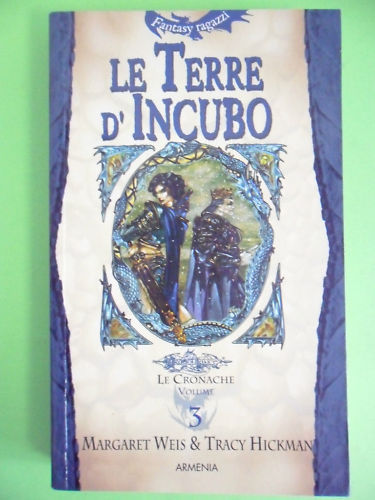 Fantasy ragazzi
LE TERRE
D'INCUBO
LE CRONACHE
VOLUME
3
MARGARET WEIS & TRACY HICKMAN
ARMENIA